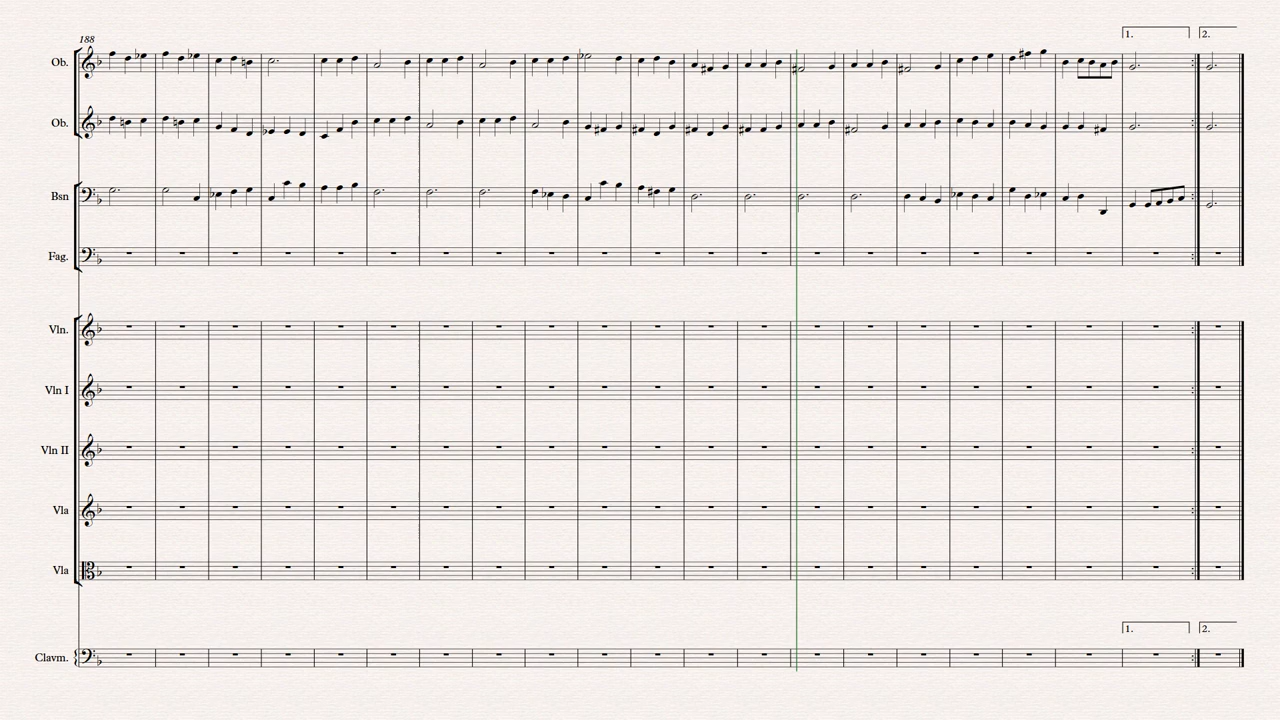 188
1. 2.
Ob.
Ob.
Bsn
Fag.
Vln.
Vln I
Vln II
Vla
Vla
1. 2.
Clavm.